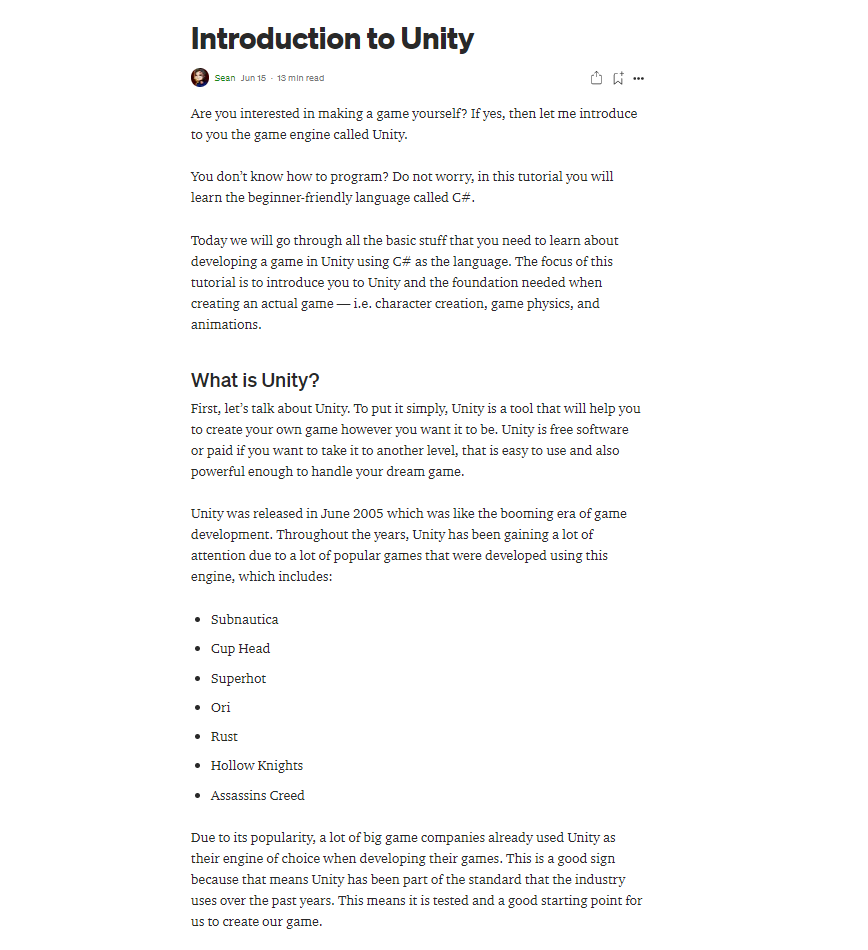 Introduction to Unity
Sean Jun 15 · 13 min read
Are you interested in making a game yourself? If yes, then let me introduce
to you the game engine called Unity.
You don’t know how to program? Do not worry, in this tutorial you will
learn the beginner-friendly language called C#.
Today we will go through all the basic stuff that you need to learn about
developing a game in Unity using C# as the language. The focus of this
tutorial is to introduce you to Unity and the foundation needed when
creating an actual game — i.e. character creation, game physics, and
animations.
What is Unity?
First, let’s talk about Unity. To put it simply, Unity is a tool that will help you
to create your own game however you want it to be. Unity is free software
or paid if you want to take it to another level, that is easy to use and also
powerful enough to handle your dream game.
Unity was released in June 2005 which was like the booming era of game
development. Throughout the years, Unity has been gaining a lot of
attention due to a lot of popular games that were developed using this
engine, which includes:
• Subnautica
• Cup Head
• Superhot
• Ori
• Rust
• Hollow Knights
• Assassins Creed
Due to its popularity, a lot of big game companies already used Unity as
their engine of choice when developing their games. This is a good sign
because that means Unity has been part of the standard that the industry
uses over the past years. This means it is tested and a good starting point for
us to create our game.